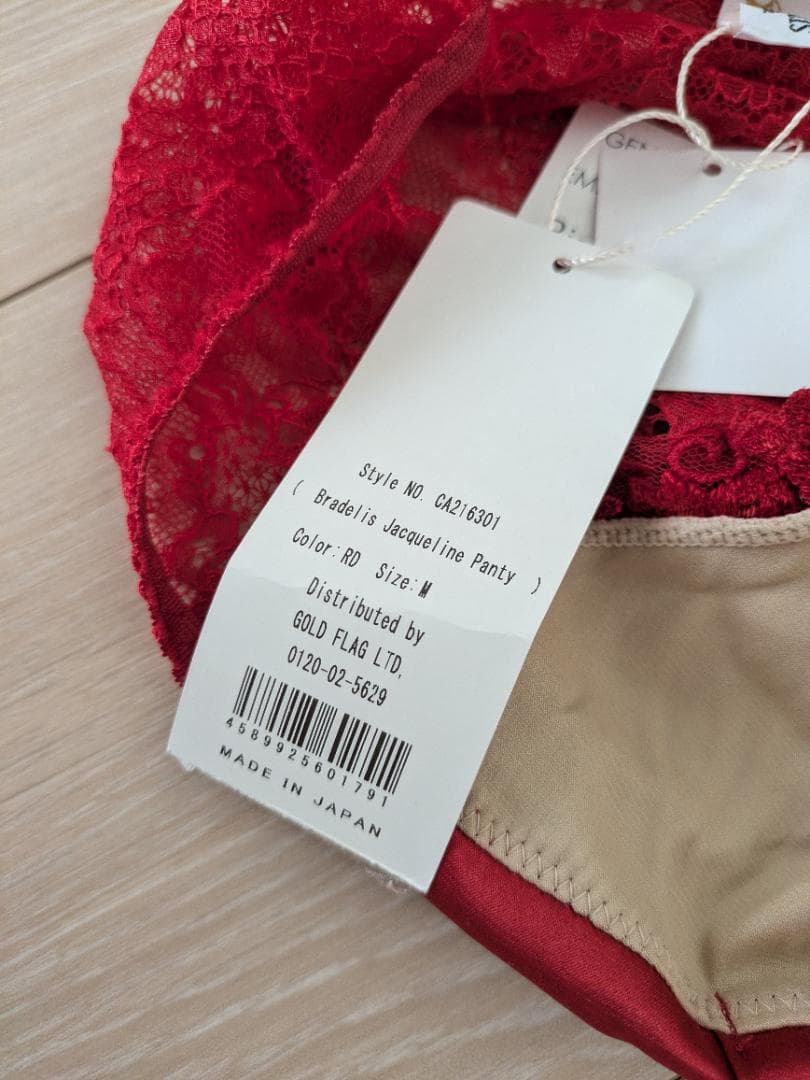 Style NO. CA216301
( Bradelis Jacqueline Panty )
Color:RD Size:M
Distributed by
GOLD FLAG LTD,
0120-02-5629
4589925601791
MADE IN JAPAN